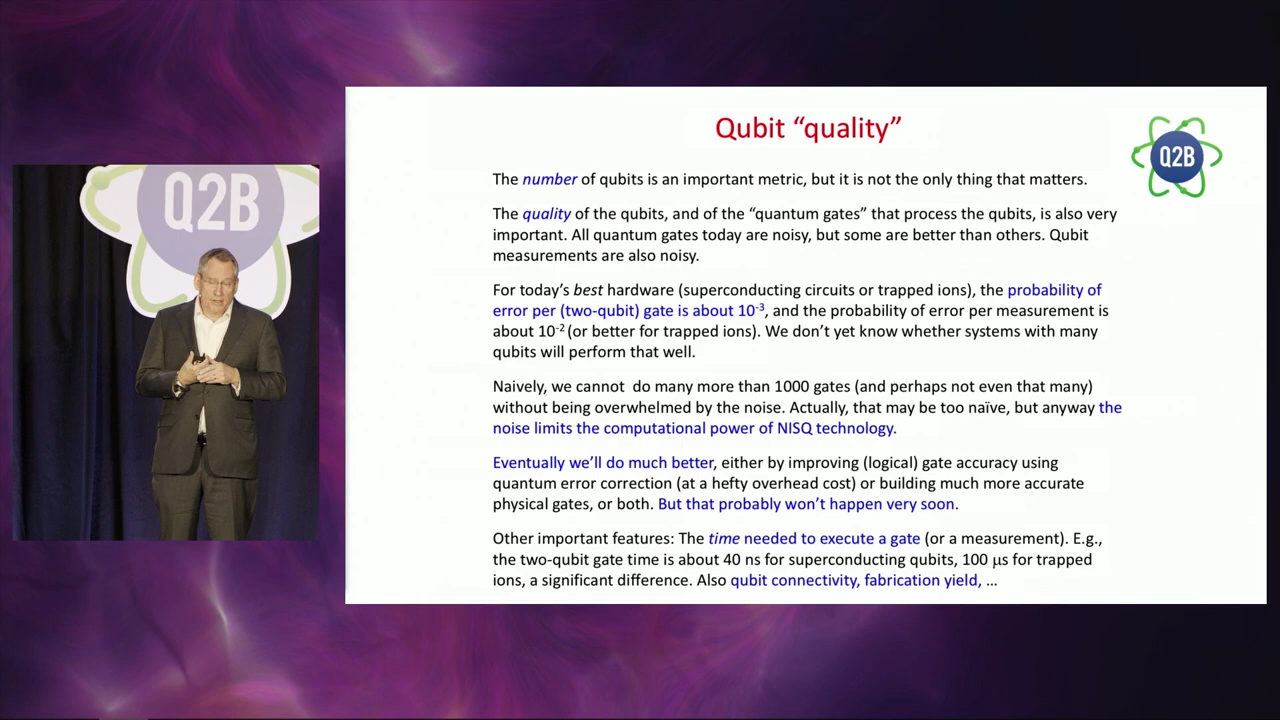 Q2B
Qubit “quality”
Q2B
The number of qubits is an important metric, but it is not the only thing that matters.
The quality of the qubits, and of the “quantum gates” that process the qubits, is also very
important. All quantum gates today are noisy, but some are better than others. Qubit
measurements are also noisy.
For today’s best hardware (superconducting circuits or trapped ions), the probability of
error per (two-qubit) gate is about 10⁻³, and the probability of error per measurement is
about 10⁻² (or better for trapped ions). We don’t yet know whether systems with many
qubits will perform that well.
Naively, we cannot do many more than 1000 gates (and perhaps not even that many)
without being overwhelmed by the noise. Actually, that may be too naïve, but anyway the
noise limits the computational power of NISQ technology.
Eventually we’ll do much better, either by improving (logical) gate accuracy using
quantum error correction (at a hefty overhead cost) or building much more accurate
physical gates, or both. But that probably won’t happen very soon.
Other important features: The time needed to execute a gate (or a measurement). E.g.,
the two-qubit gate time is about 40 ns for superconducting qubits, 100 μs for trapped
ions, a significant difference. Also qubit connectivity, fabrication yield, ...